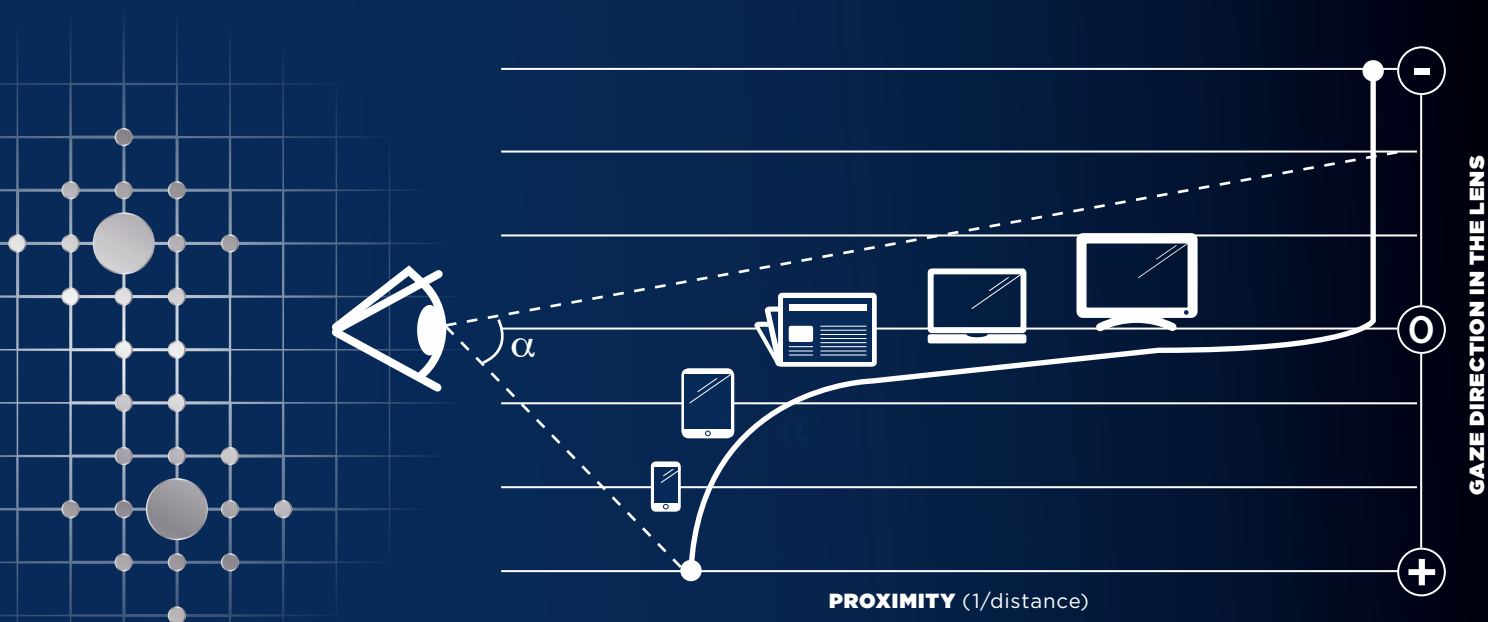 -
α
O
α
GAZE DIRECTION IN THE LENS
+
PROXIMITY (1/distance)